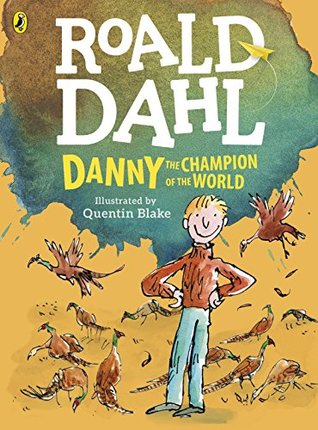 ROALD
DAHL
DANNY THE CHAMPION
OF THE WORLD
Illustrated by
Quentin Blake